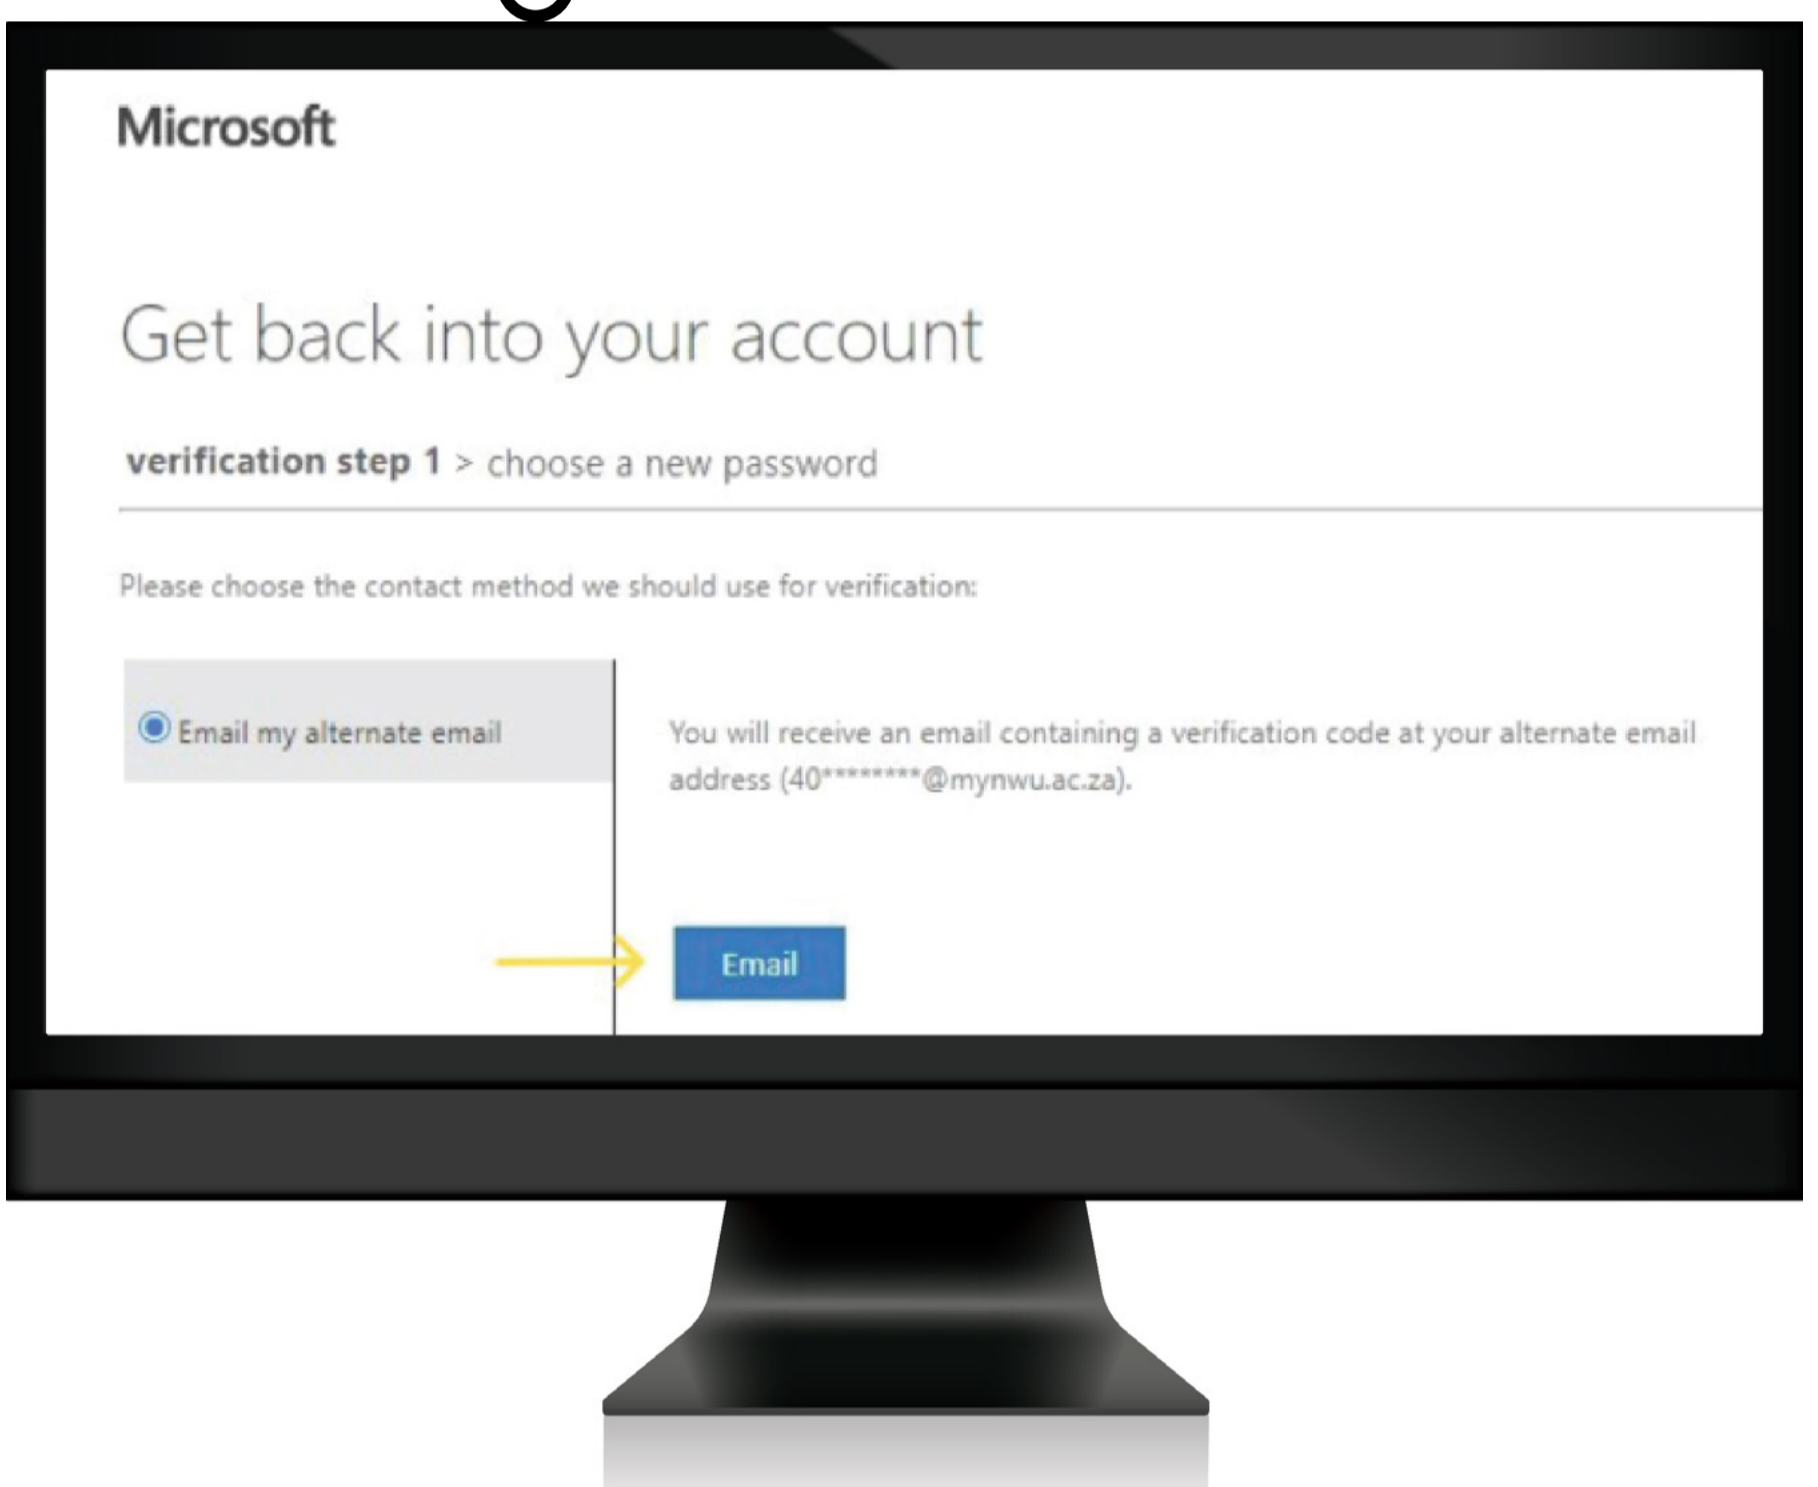 Microsoft
Get back into your account
verification step 1 > choose a new password
Please choose the contact method we should use for verification:
Email my alternate email
You will receive an email containing a verification code at your alternate email
address (40********@mynwu.ac.za).
Email